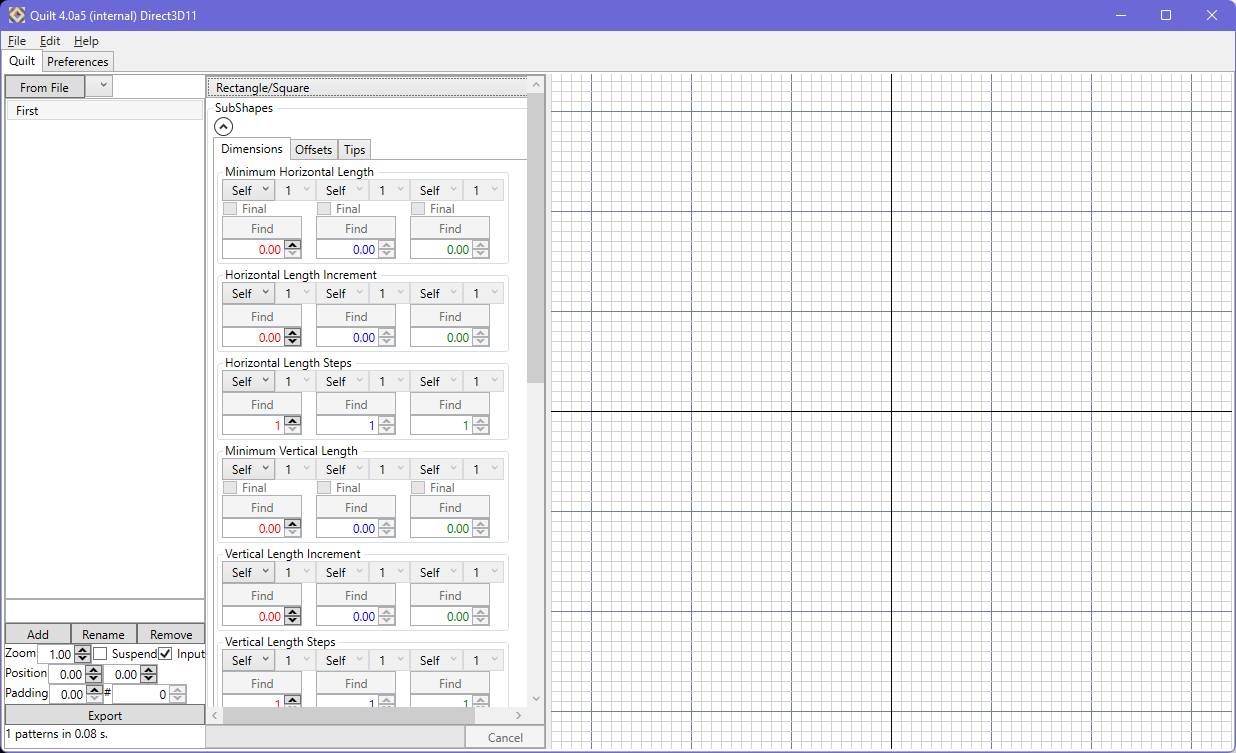 Quilt 4.0a5 (internal) Direct3D11
File Edit Help
Quilt Preferences
From File
First
Rectangle/Square
SubShapes
Dimensions Offsets Tips
Minimum Horizontal Length
Self 1 Self 1 Self 1
Final Final Final
Find Find Find
0.00 0.00 0.00
Horizontal Length Increment
Self 1 Self 1 Self 1
Find Find Find
0.00 0.00 0.00
Horizontal Length Steps
Self 1 Self 1 Self 1
Find Find Find
1 1 1
Minimum Vertical Length
Self 1 Self 1 Self 1
Final Final Final
Find Find Find
0.00 0.00 0.00
Vertical Length Increment
Self 1 Self 1 Self 1
Find Find Find
0.00 0.00 0.00
Vertical Length Steps
Self 1 Self 1 Self 1
Find Find Find
1 1 1
Add Rename Remove
Zoom 1.00 Suspend Input
Position 0.00 0.00
Padding 0.00 # 0
Export
1 patterns in 0.08 s.
Cancel